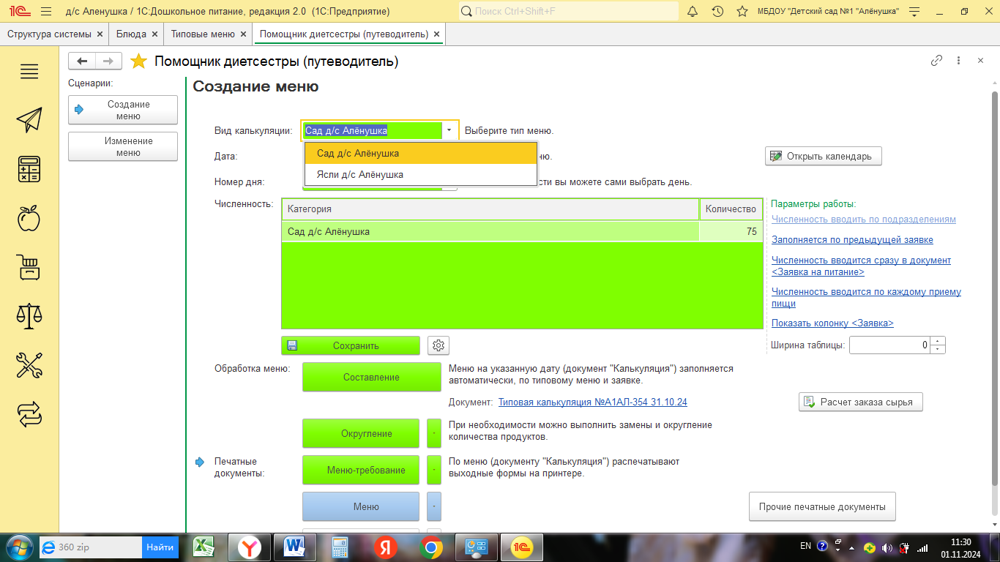 д/с Аленушка / 1С:Дошкольное питание, редакция 2.0 (1С:Предприятие)
Поиск Ctrl+Shift+F
МБДОУ "Детский сад №1 "Алёнушка"
Структура системы
Блюда
Типовые меню
Помощник диетсестры (путеводитель)
Помощник диетсестры (путеводитель)
Сценарии:
Создание меню
Изменение меню
Создание меню
Вид калькуляции:
Сад д/с Алёнушка
Выберите тип меню.
Сад д/с Алёнушка
Ясли д/с Алёнушка
Дата:
ню.
Открыть календарь
Номер дня:
сти вы можете сами выбрать день.
Численность:
Категория
Количество
Сад д/с Алёнушка
75
Параметры работы:
Численность вводить по подразделениям
Заполняется по предыдущей заявке
Численность вводится сразу в документ
<Заявка на питание>
Численность вводится по каждому приему
пищи
Показать колонку <Заявка>
Ширина таблицы:
0
Сохранить
Обработка меню:
Составление
Меню на указанную дату (документ "Калькуляция") заполняется
автоматически, по типовому меню и заявке.
Документ: Типовая калькуляция №А1АЛ-354 31.10.24
Расчет заказа сырья
Округление
При необходимости можно выполнить замены и округление
количества продуктов.
Печатные
документы:
Меню-требование
По меню (документу "Калькуляция") распечатывают
выходные формы на принтере.
Меню
Прочие печатные документы
360 zip
Найти
EN
11:30
01.11.2024